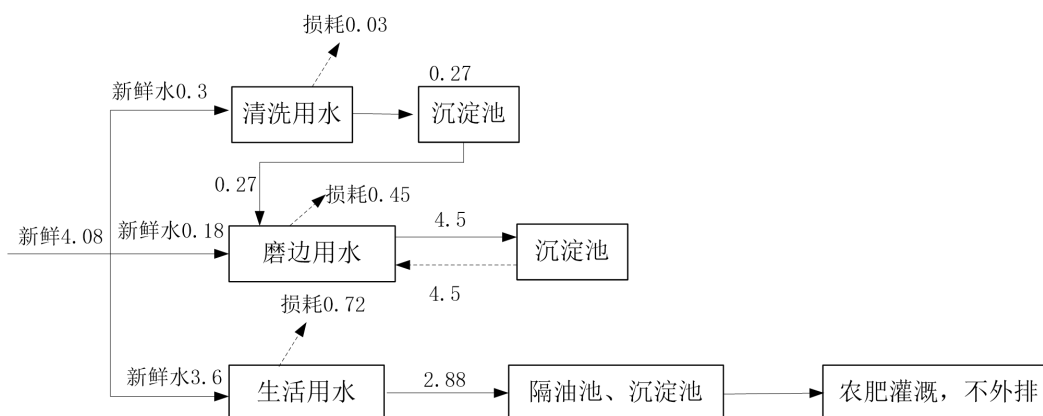 损耗0.03
新鲜水0.3
清洗用水
0.27
沉淀池
0.27
损耗0.45
新鲜4.08
新鲜水0.18
磨边用水
4.5
沉淀池
4.5
损耗0.72
新鲜水3.6
生活用水
2.88
隔油池、沉淀池
农肥灌溉，不外排